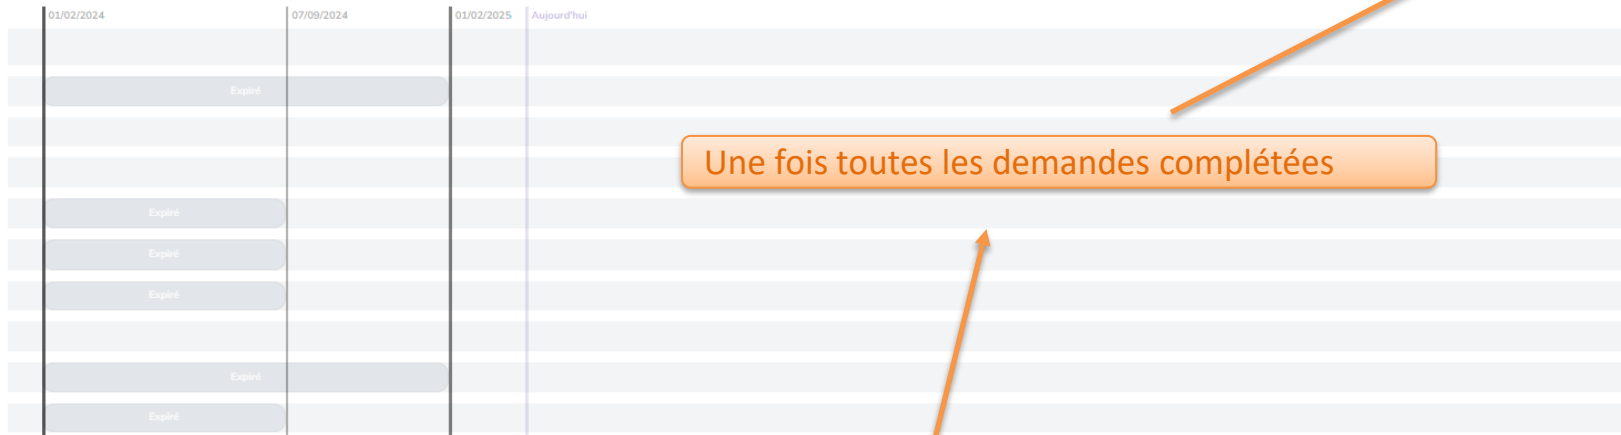 01/02/2024 07/09/2024 01/02/2025 Aujourd'hui
Expiré
Une fois toutes les demandes complétées
Expiré
Expiré
Expiré
Expiré
Expiré